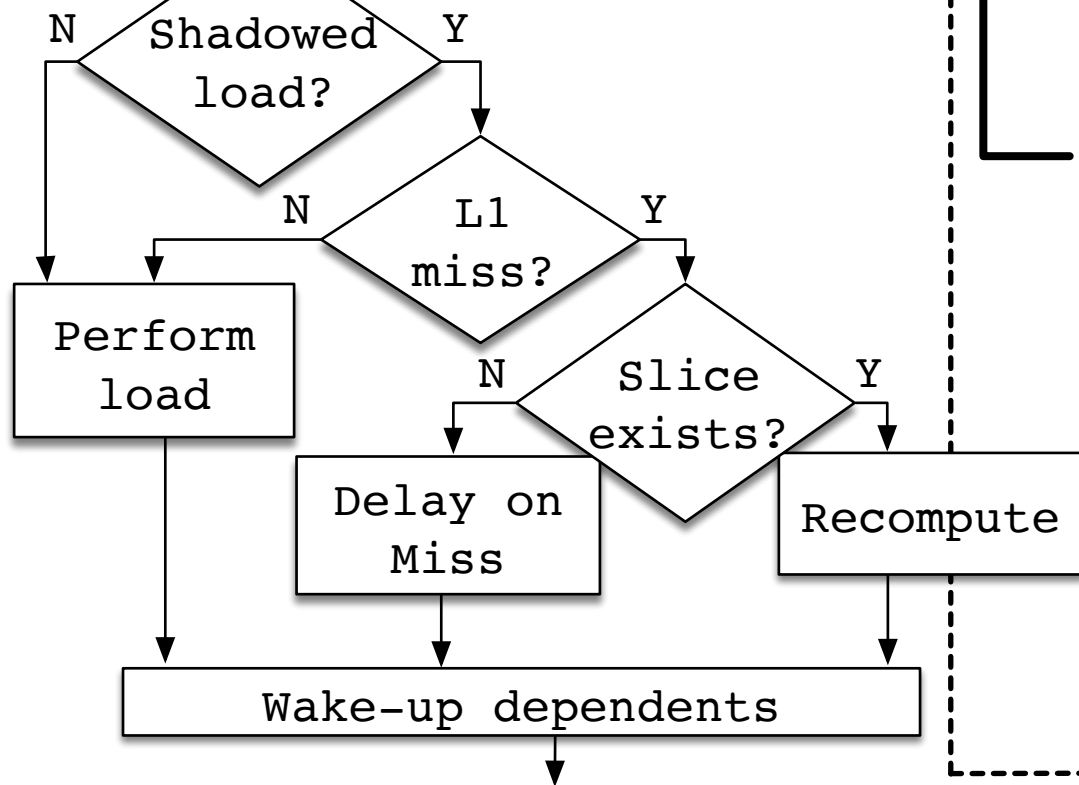 N
Shadowed
load?
Y
N
L1
miss?
Y
Perform
load
N
Slice
exists?
Y
Delay on
Miss
Recompute
Wake-up dependents